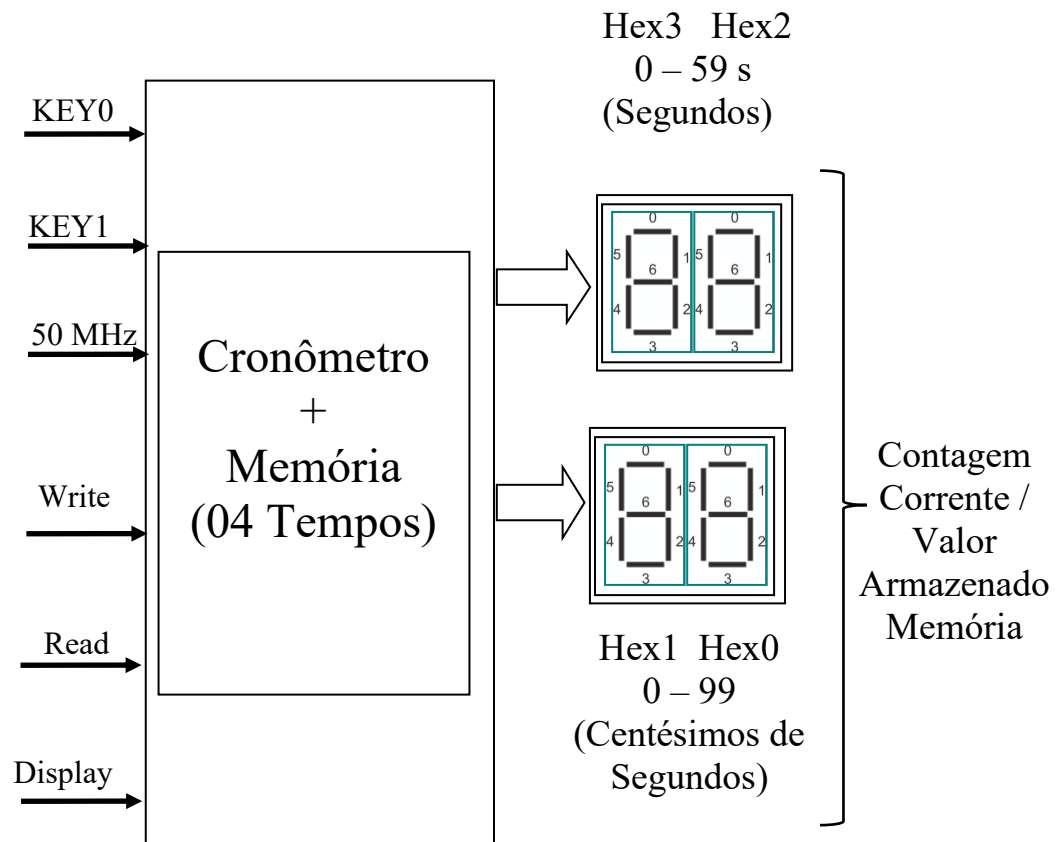 Hex3 Hex2
0 – 59 s
(Segundos)
KEY0
KEY1
50 MHz
Write
Read
Display
Cronômetro
+
Memória
(04 Tempos)
0 0
5 1 5 1
6 6
4 2 4 2
3 3
0 0
5 1 5 1
6 6
4 2 4 2
3 3
Hex1 Hex0
0 – 99
(Centésimos de
Segundos)
Contagem
Corrente /
Valor
Armazenado
Memória